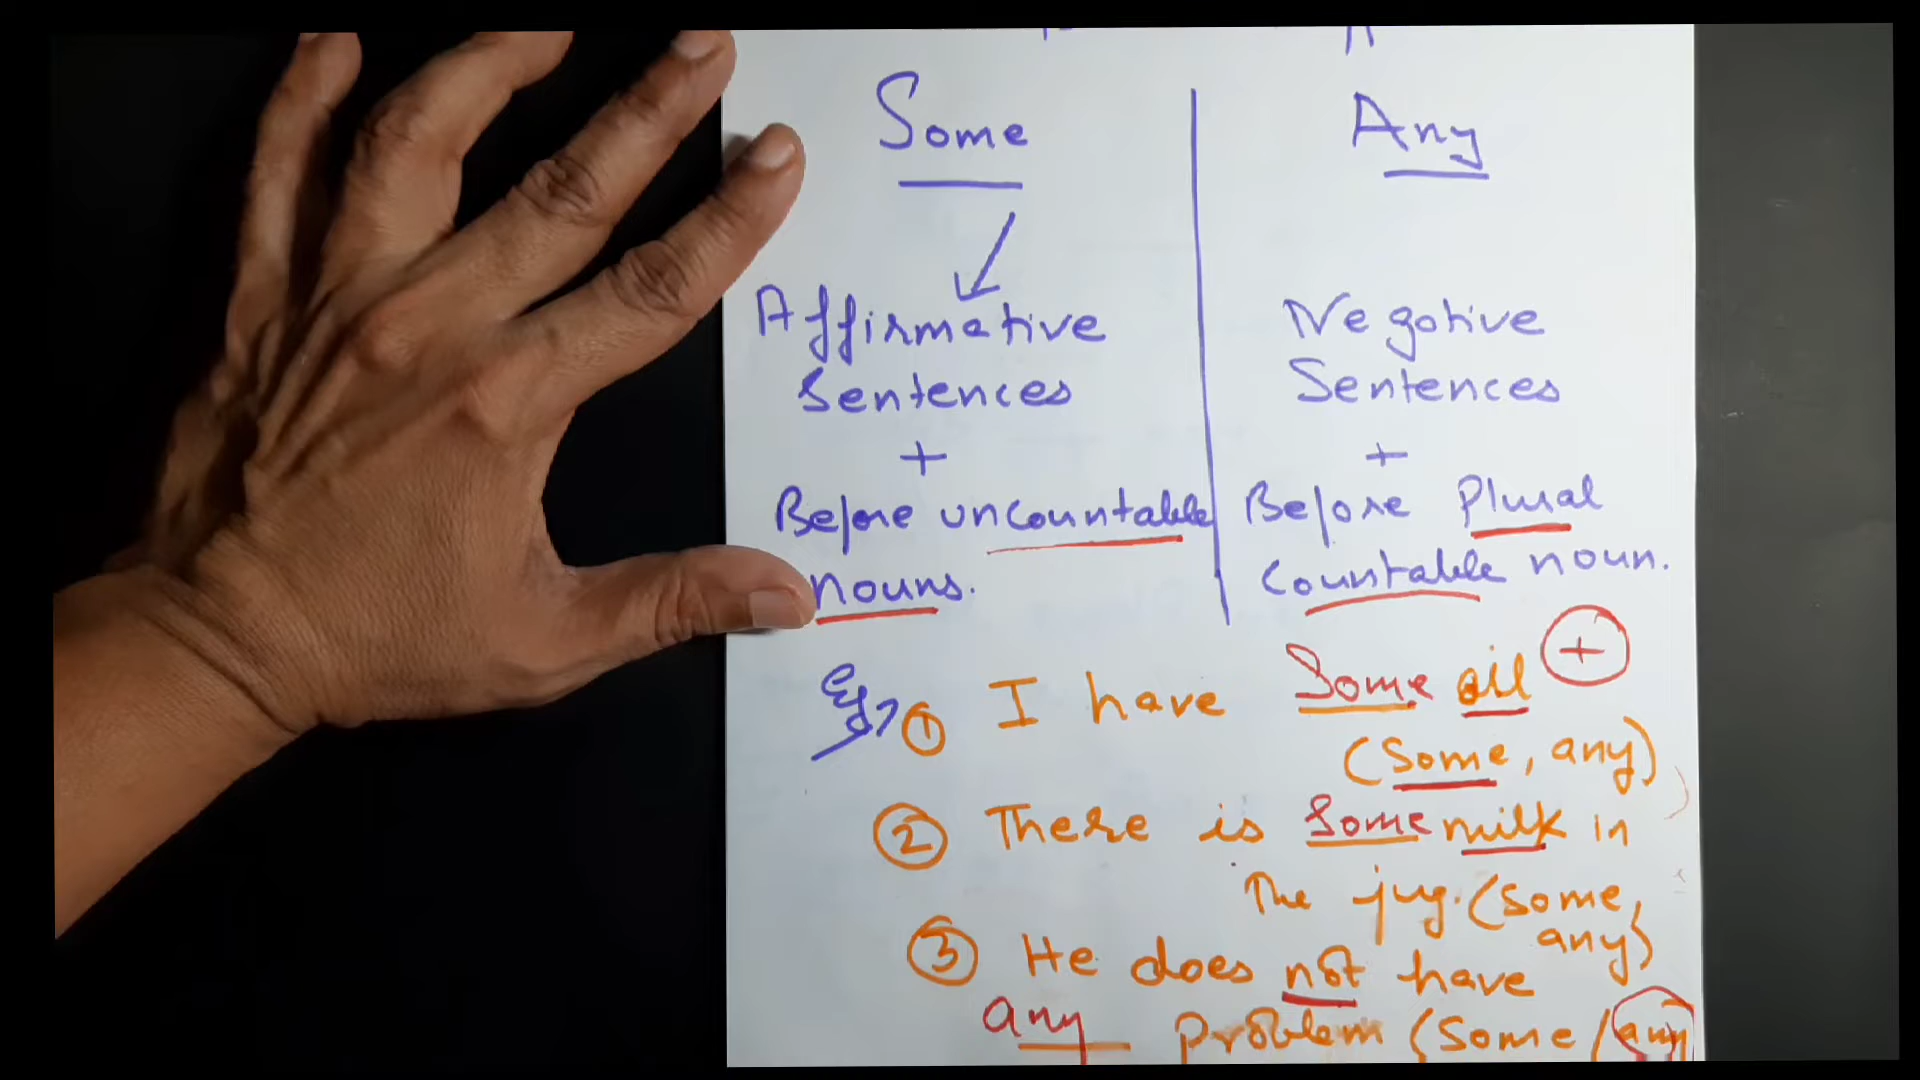 Some
Any
Affirmative
Sentences
+
Before uncountable
nouns.
Negative
Sentences
+
Before Plural
Countable noun.
Eg, ① I have Some oil +
(Some, any)
② There is Some milk in
The jug. (Some,
any)
③ He does not have
any problem (Some / any